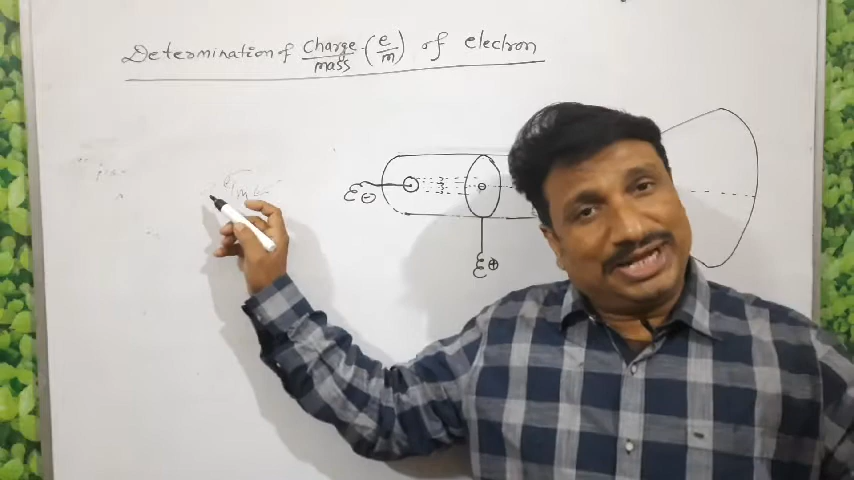 Determination of Charge/mass (e/m) of electron
e/m
⊖
⊕